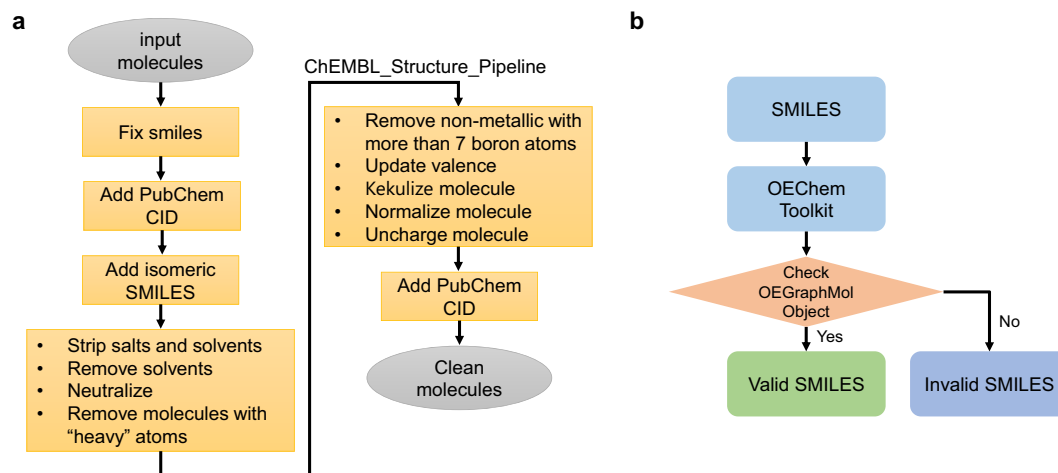 a
input
molecules
Fix smiles
Add PubChem
CID
Add isomeric
SMILES
• Strip salts and solvents
• Remove solvents
• Neutralize
• Remove molecules with
“heavy” atoms
ChEMBL_Structure_Pipeline
• Remove non-metallic with
more than 7 boron atoms
• Update valence
• Kekulize molecule
• Normalize molecule
• Uncharge molecule
Add PubChem
CID
Clean
molecules
b
SMILES
OEChem
Toolkit
Check
OEGraphMol
Object
Yes
No
Valid SMILES
Invalid SMILES